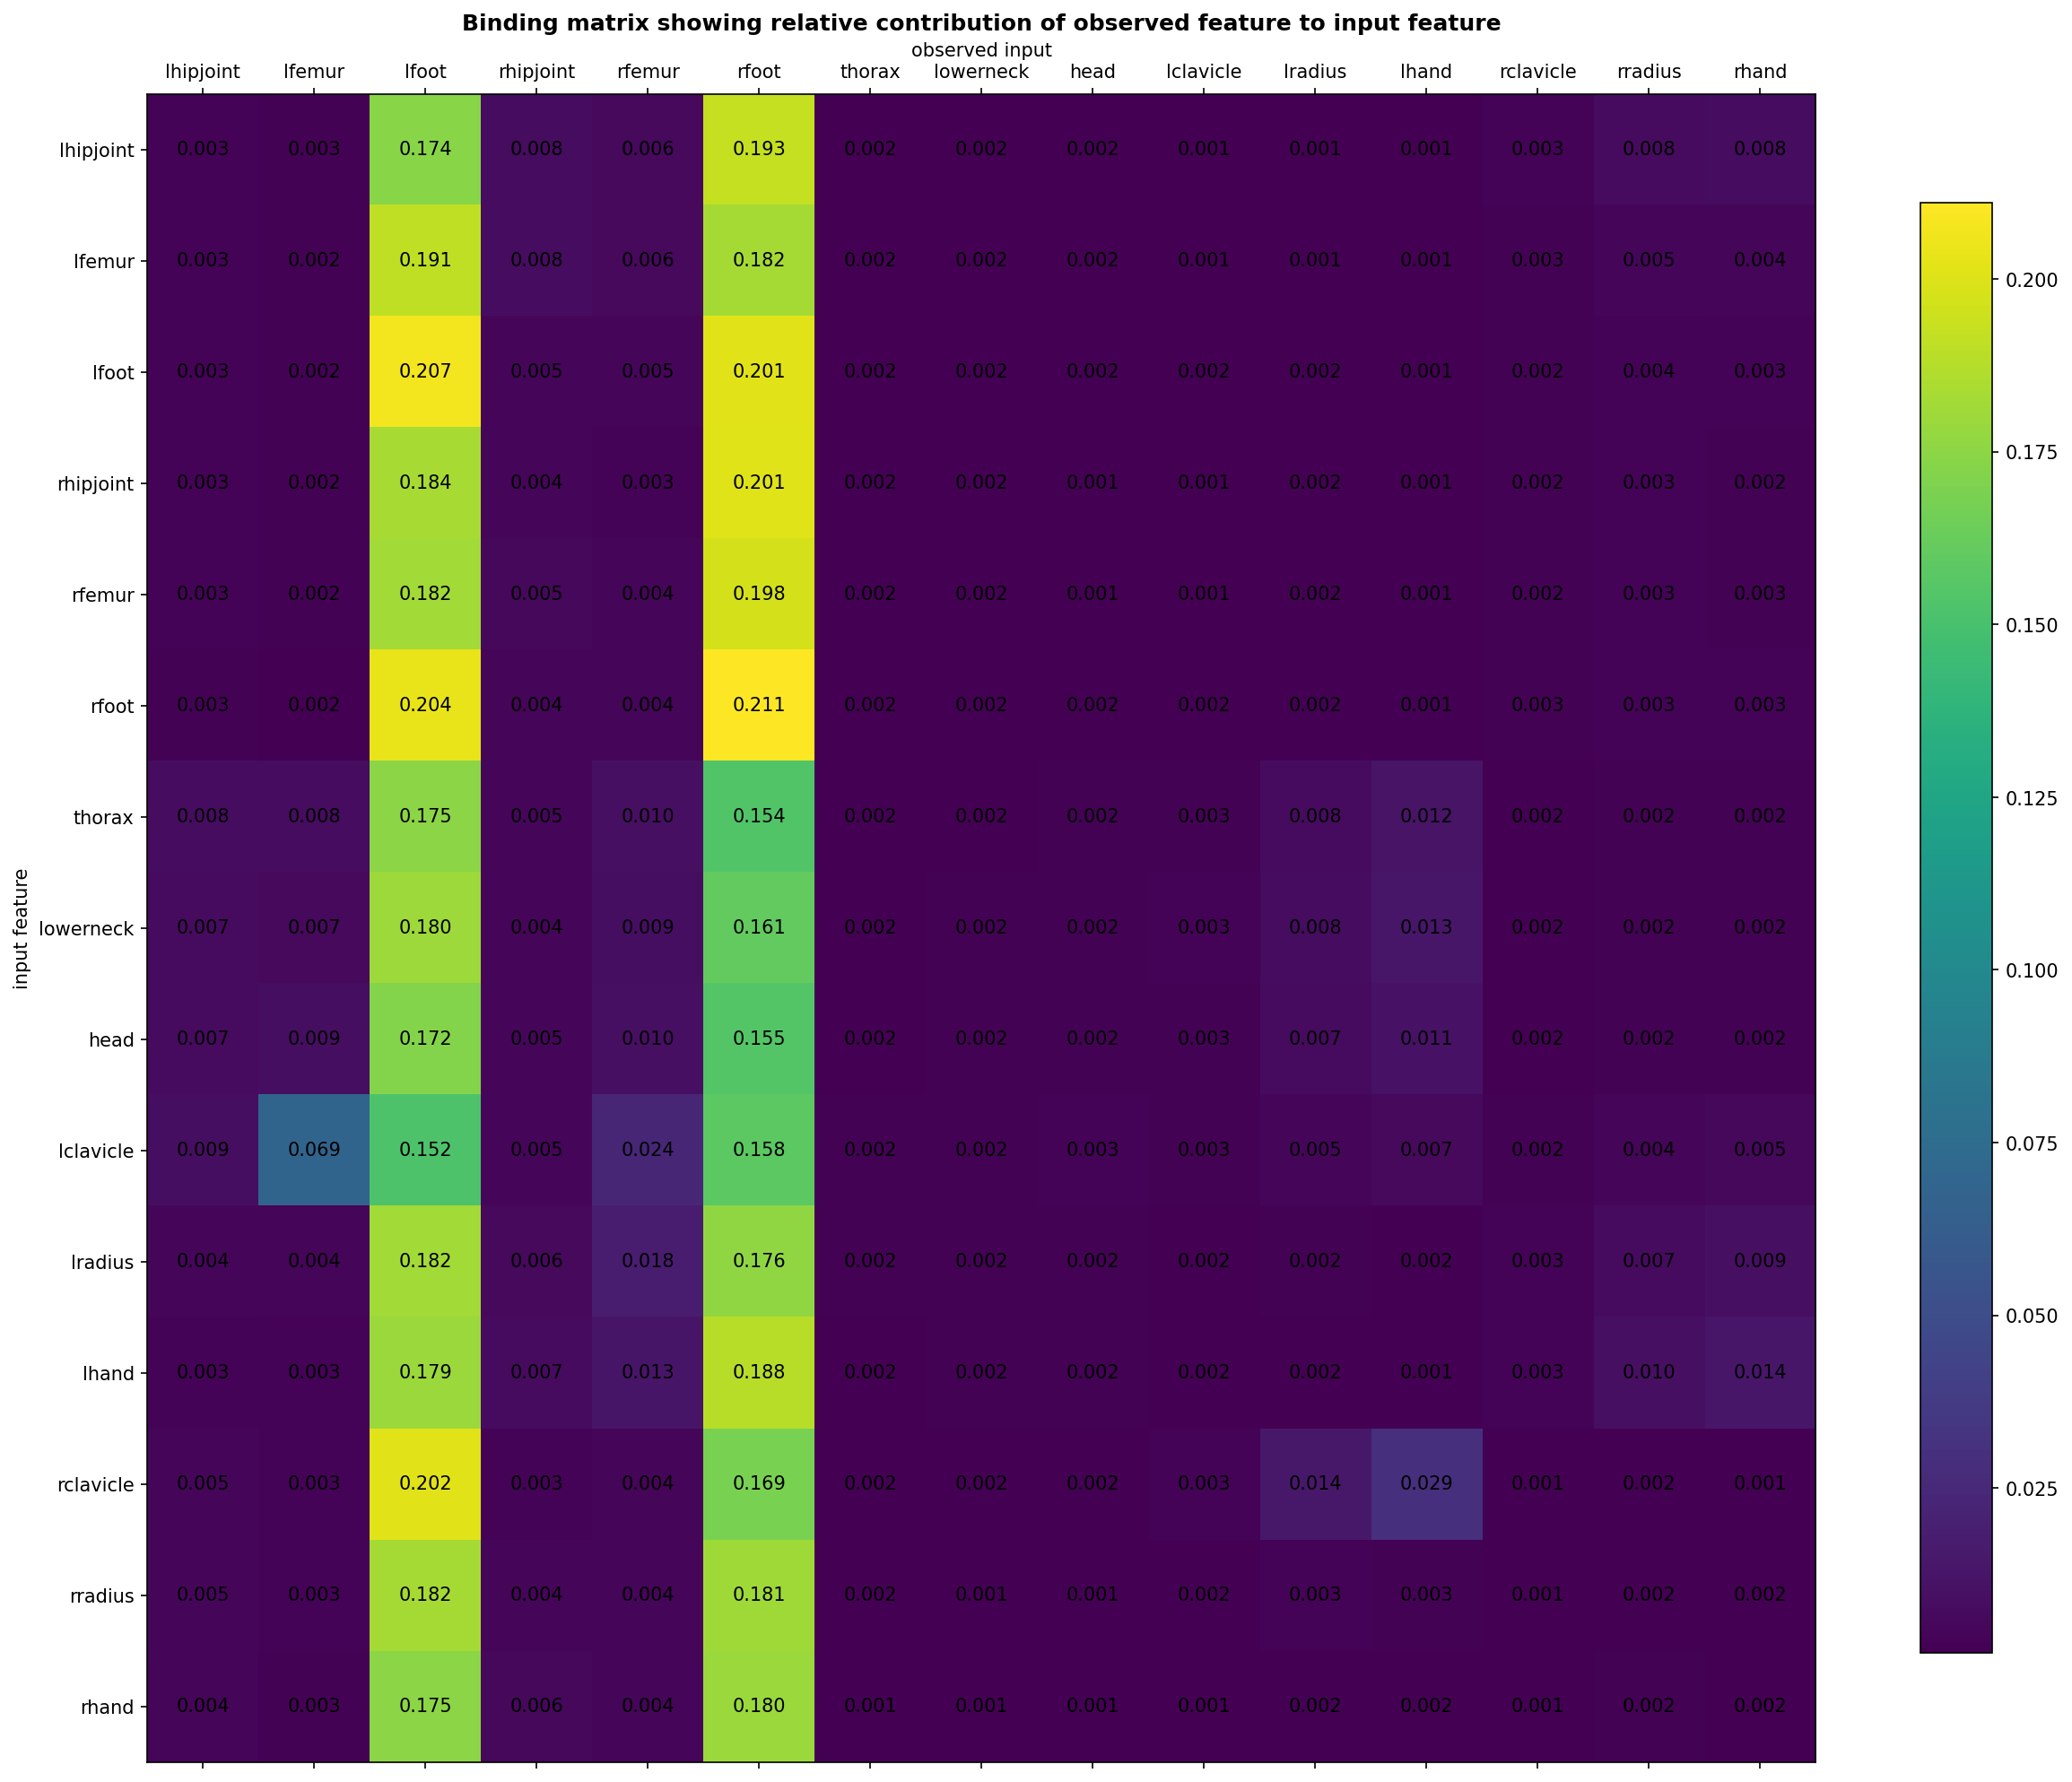 Binding matrix showing relative contribution of observed feature to input feature
observed input
lhipjoint lfemur lfoot rhipjoint rfemur rfoot thorax lowerneck head lclavicle lradius lhand rclavicle rradius rhand
lhipjoint 0.003 0.003 0.174 0.008 0.006 0.193 0.002 0.002 0.002 0.001 0.001 0.001 0.003 0.008 0.008
lfemur 0.003 0.002 0.191 0.008 0.006 0.182 0.002 0.002 0.002 0.001 0.001 0.001 0.003 0.005 0.004
lfoot 0.003 0.002 0.207 0.005 0.005 0.201 0.002 0.002 0.002 0.002 0.002 0.001 0.002 0.004 0.003
rhipjoint 0.003 0.002 0.184 0.004 0.003 0.201 0.002 0.002 0.001 0.001 0.002 0.001 0.002 0.003 0.002
rfemur 0.003 0.002 0.182 0.005 0.004 0.198 0.002 0.002 0.001 0.001 0.002 0.001 0.002 0.003 0.003
rfoot 0.003 0.002 0.204 0.004 0.004 0.211 0.002 0.002 0.002 0.002 0.002 0.001 0.003 0.003 0.003
thorax 0.008 0.008 0.175 0.005 0.010 0.154 0.002 0.002 0.002 0.003 0.008 0.012 0.002 0.002 0.002
lowerneck 0.007 0.007 0.180 0.004 0.009 0.161 0.002 0.002 0.002 0.003 0.008 0.013 0.002 0.002 0.002
head 0.007 0.009 0.172 0.005 0.010 0.155 0.002 0.002 0.002 0.003 0.007 0.011 0.002 0.002 0.002
lclavicle 0.009 0.069 0.152 0.005 0.024 0.158 0.002 0.002 0.003 0.003 0.005 0.007 0.002 0.004 0.005
lradius 0.004 0.004 0.182 0.006 0.018 0.176 0.002 0.002 0.002 0.002 0.002 0.002 0.003 0.007 0.009
lhand 0.003 0.003 0.179 0.007 0.013 0.188 0.002 0.002 0.002 0.002 0.002 0.001 0.003 0.010 0.014
rclavicle 0.005 0.003 0.202 0.003 0.004 0.169 0.002 0.002 0.002 0.003 0.014 0.029 0.001 0.002 0.001
rradius 0.005 0.003 0.182 0.004 0.004 0.181 0.002 0.001 0.001 0.002 0.003 0.003 0.001 0.002 0.002
rhand 0.004 0.003 0.175 0.006 0.004 0.180 0.001 0.001 0.001 0.001 0.002 0.002 0.001 0.002 0.002
input feature
0.200
0.175
0.150
0.125
0.100
0.075
0.050
0.025